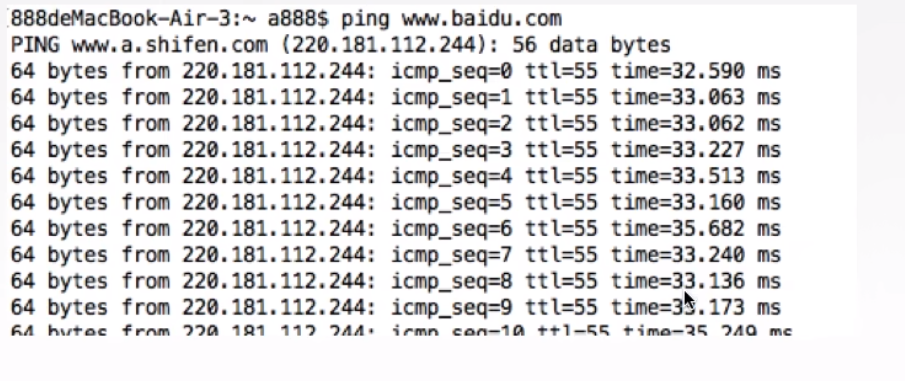 888deMacBook-Air-3:~ a888$ ping www.baidu.com
PING www.a.shifen.com (220.181.112.244): 56 data bytes
64 bytes from 220.181.112.244: icmp_seq=0 ttl=55 time=32.590 ms
64 bytes from 220.181.112.244: icmp_seq=1 ttl=55 time=33.063 ms
64 bytes from 220.181.112.244: icmp_seq=2 ttl=55 time=33.062 ms
64 bytes from 220.181.112.244: icmp_seq=3 ttl=55 time=33.227 ms
64 bytes from 220.181.112.244: icmp_seq=4 ttl=55 time=33.513 ms
64 bytes from 220.181.112.244: icmp_seq=5 ttl=55 time=33.160 ms
64 bytes from 220.181.112.244: icmp_seq=6 ttl=55 time=35.682 ms
64 bytes from 220.181.112.244: icmp_seq=7 ttl=55 time=33.240 ms
64 bytes from 220.181.112.244: icmp_seq=8 ttl=55 time=33.136 ms
64 bytes from 220.181.112.244: icmp_seq=9 ttl=55 time=33.173 ms
64 bytes from 220.181.112.244: icmp_seq=10 ttl=55 time=35.249 ms